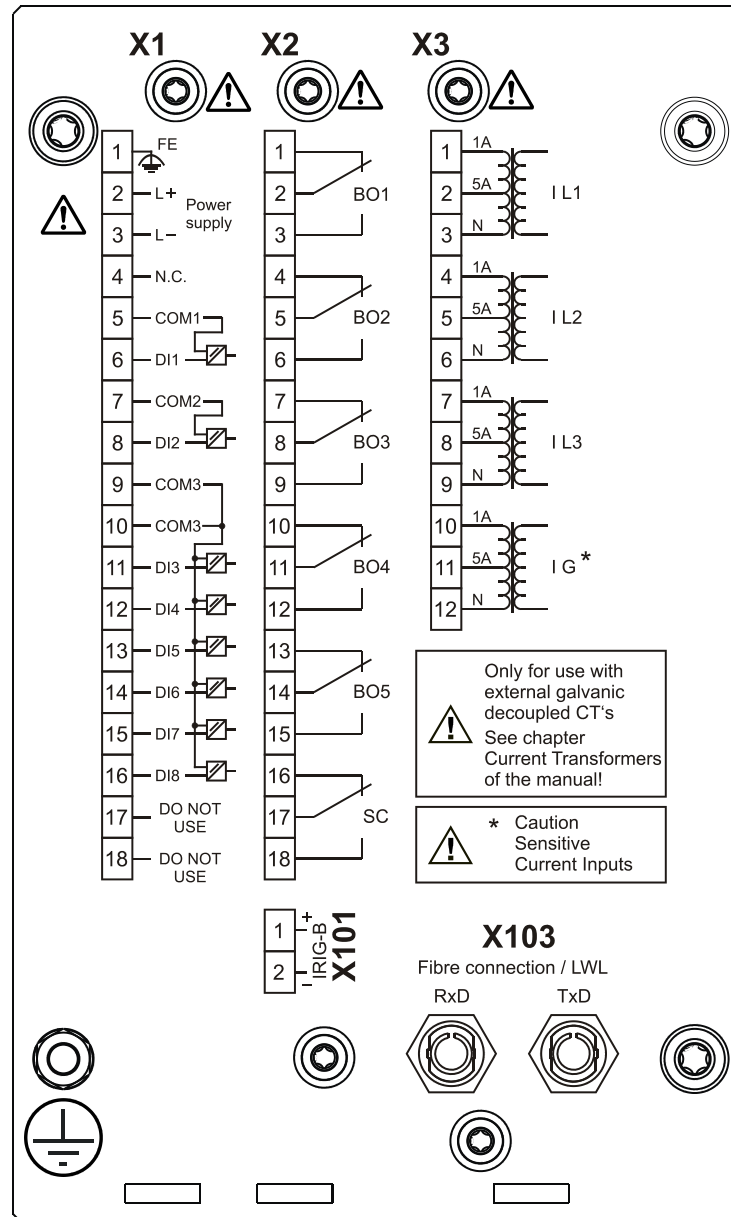 X1 X2 X3
1 FE
2 L+
Power
supply
3 L−
4 N.C.
5 COM1
6 DI1
7 COM2
8 DI2
9 COM3
10 COM3
11 DI3
12 DI4
13 DI5
14 DI6
15 DI7
16 DI8
17 DO NOT
USE
18 DO NOT
USE
1
2 BO1
3
4
5 BO2
6
7
8 BO3
9
10
11 BO4
12
13
14 BO5
15
16
17 SC
18
1 1A
2 5A I L1
3 N
4 1A
5 5A I L2
6 N
7 1A
8 5A I L3
9 N
10 1A
11 5A I G *
12 N
Only for use with
external galvanic
decoupled CT‘s
See chapter
Current Transformers
of the manual!
* Caution
Sensitive
Current Inputs
1 +
2 −
IRIG-B
X101
X103
Fibre connection / LWL
RxD TxD